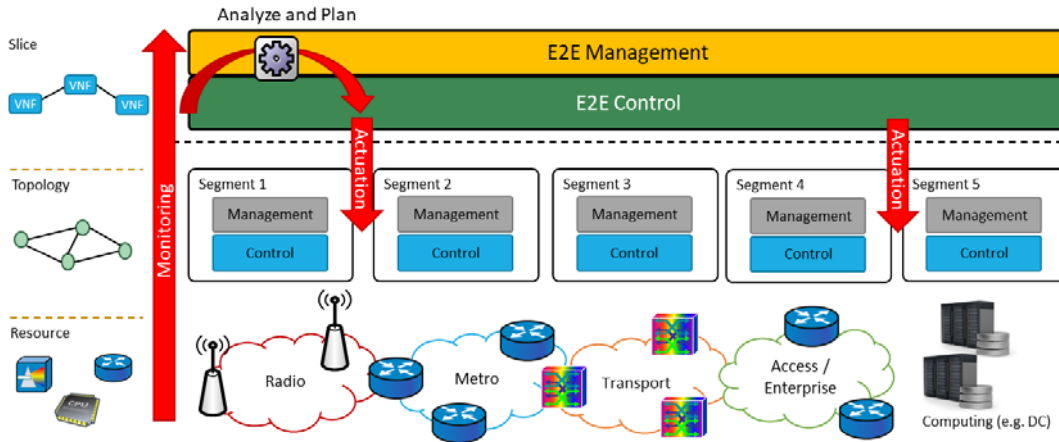 Analyze and Plan
Slice
E2E Management
VNF
VNF
VNF
E2E Control
Monitoring
Actuation
Actuation
Topology
Segment 1
Segment 2
Segment 3
Segment 4
Segment 5
Management
Management
Management
Management
Management
Control
Control
Control
Control
Control
Resource
CPU
Radio
Metro
Transport
Access /
Enterprise
Computing (e.g. DC)